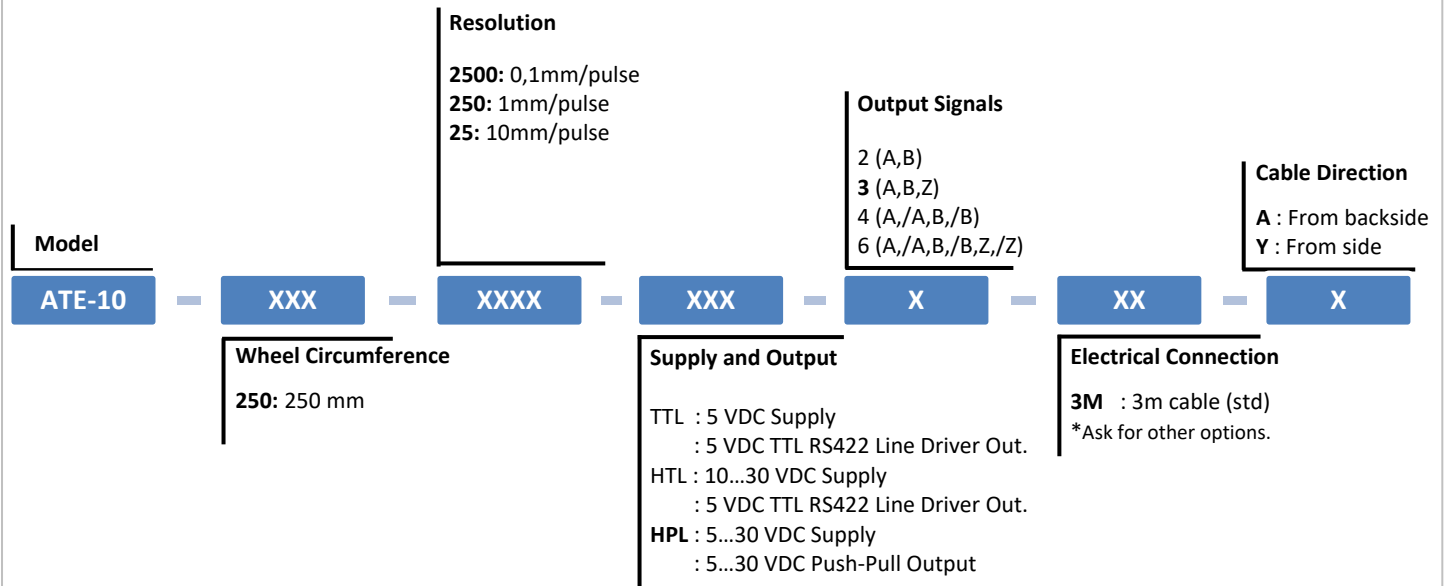 Resolution
2500: 0,1mm/pulse
250: 1mm/pulse
25: 10mm/pulse
Output Signals
2 (A,B)
3 (A,B,Z)
4 (A,/A,B,/B)
6 (A,/A,B,/B,Z,/Z)
Cable Direction
A : From backside
Y : From side
Model
ATE-10 – XXX – XXXX – XXX – X – XX – X
Wheel Circumference
250: 250 mm
Supply and Output
TTL : 5 VDC Supply
: 5 VDC TTL RS422 Line Driver Out.
HTL : 10...30 VDC Supply
: 5 VDC TTL RS422 Line Driver Out.
HPL : 5...30 VDC Supply
: 5...30 VDC Push-Pull Output
Electrical Connection
3M : 3m cable (std)
*Ask for other options.